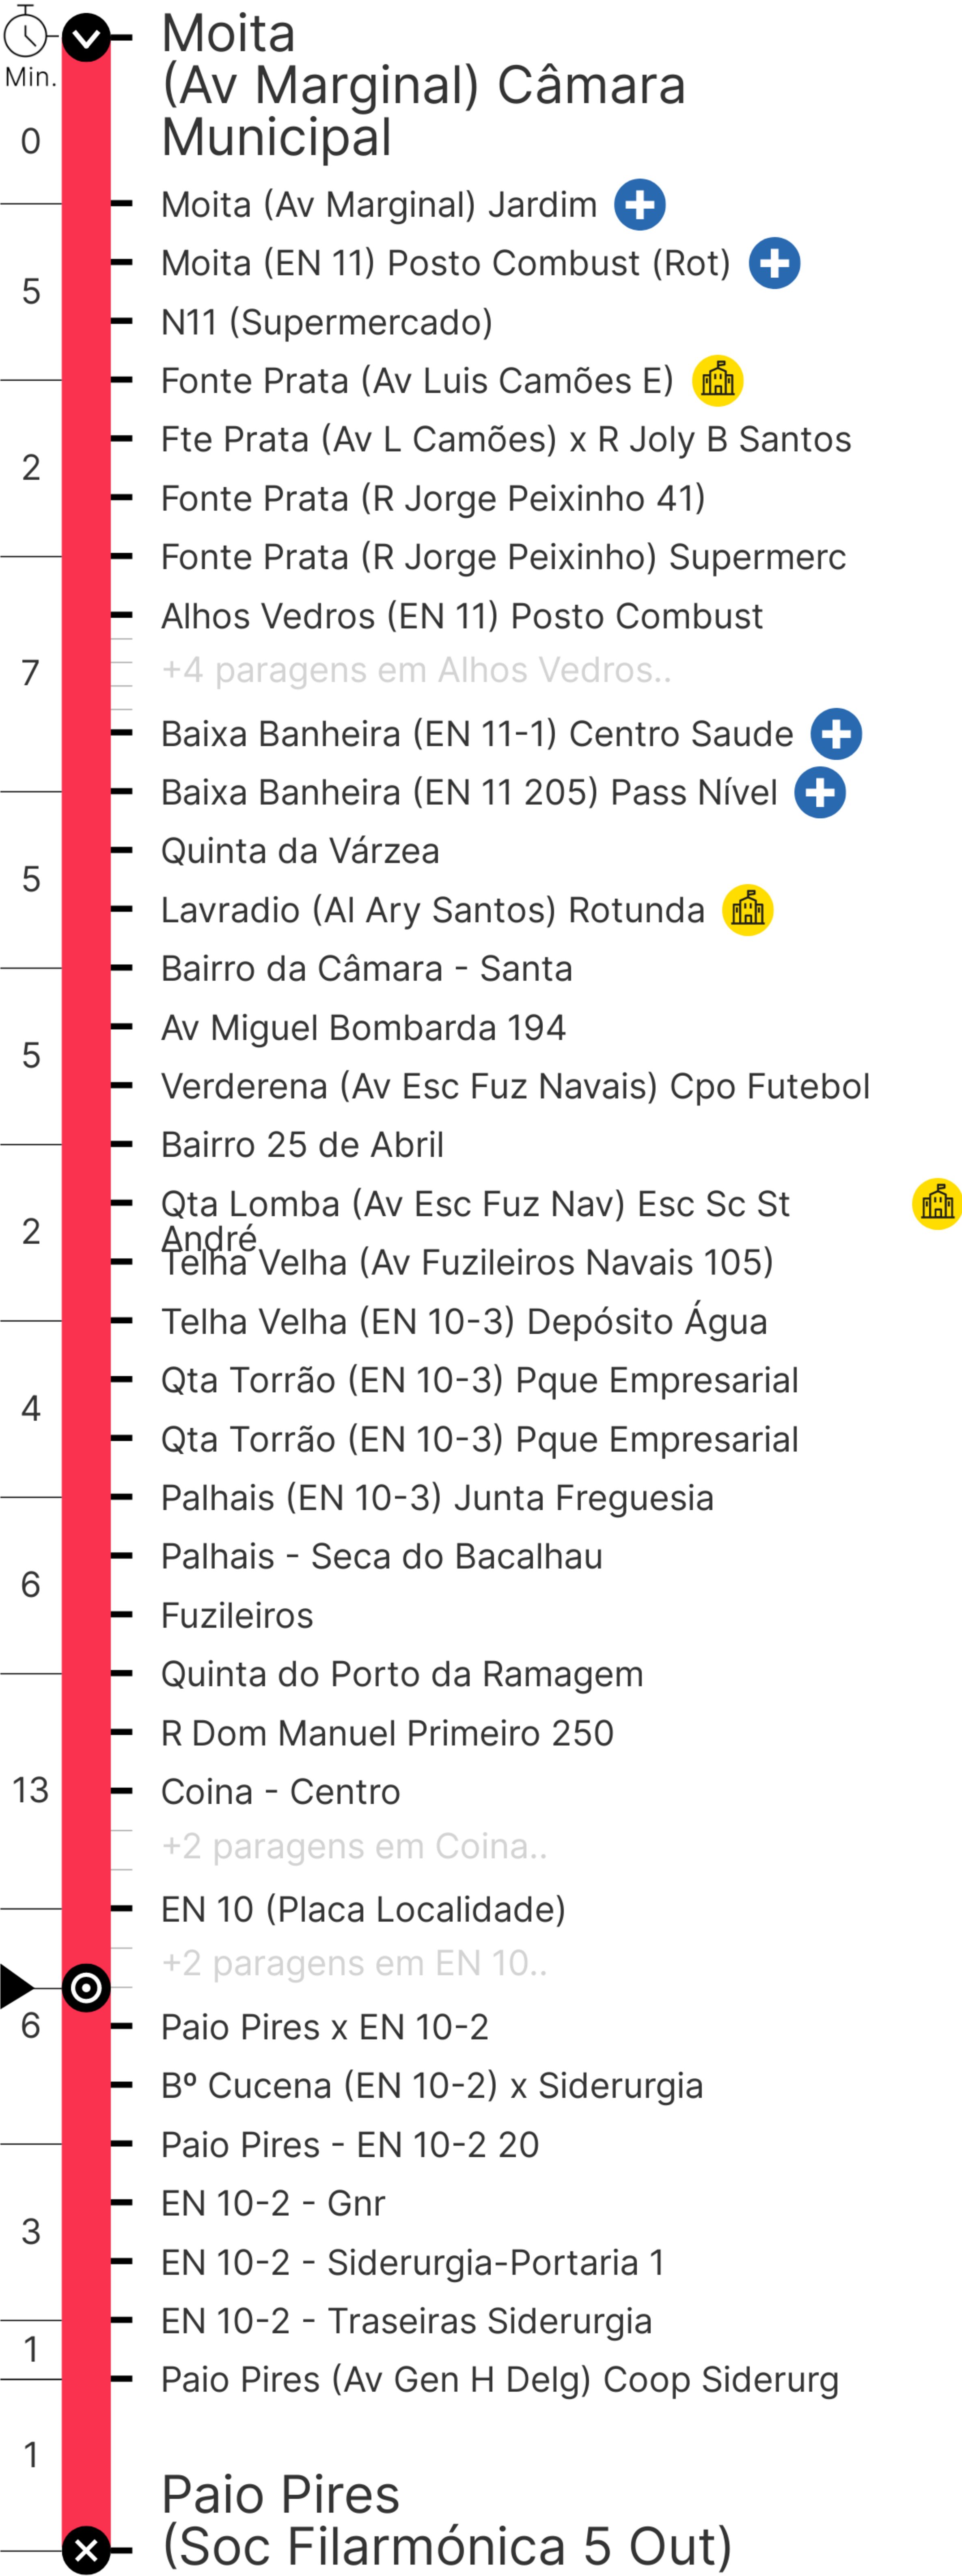 Min.
Moita
(Av Marginal) Câmara
Municipal
0
Moita (Av Marginal) Jardim
Moita (EN 11) Posto Combust (Rot)
5
N11 (Supermercado)
Fonte Prata (Av Luis Camões E)
Fte Prata (Av L Camões) x R Joly B Santos
2
Fonte Prata (R Jorge Peixinho 41)
Fonte Prata (R Jorge Peixinho) Supermerc
Alhos Vedros (EN 11) Posto Combust
7
+4 paragens em Alhos Vedros..
Baixa Banheira (EN 11-1) Centro Saude
Baixa Banheira (EN 11 205) Pass Nível
Quinta da Várzea
5
Lavradio (Al Ary Santos) Rotunda
Bairro da Câmara - Santa
Av Miguel Bombarda 194
5
Verderena (Av Esc Fuz Navais) Cpo Futebol
Bairro 25 de Abril
Qta Lomba (Av Esc Fuz Nav) Esc Sc St
André
2
Telha Velha (Av Fuzileiros Navais 105)
Telha Velha (EN 10-3) Depósito Água
Qta Torrão (EN 10-3) Pque Empresarial
4
Qta Torrão (EN 10-3) Pque Empresarial
Palhais (EN 10-3) Junta Freguesia
Palhais - Seca do Bacalhau
6
Fuzileiros
Quinta do Porto da Ramagem
R Dom Manuel Primeiro 250
13
Coina - Centro
+2 paragens em Coina..
EN 10 (Placa Localidade)
+2 paragens em EN 10..
6
Paio Pires x EN 10-2
Bº Cucena (EN 10-2) x Siderurgia
Paio Pires - EN 10-2 20
EN 10-2 - Gnr
3
EN 10-2 - Siderurgia-Portaria 1
EN 10-2 - Traseiras Siderurgia
1
Paio Pires (Av Gen H Delg) Coop Siderurg
1
Paio Pires
(Soc Filarmónica 5 Out)